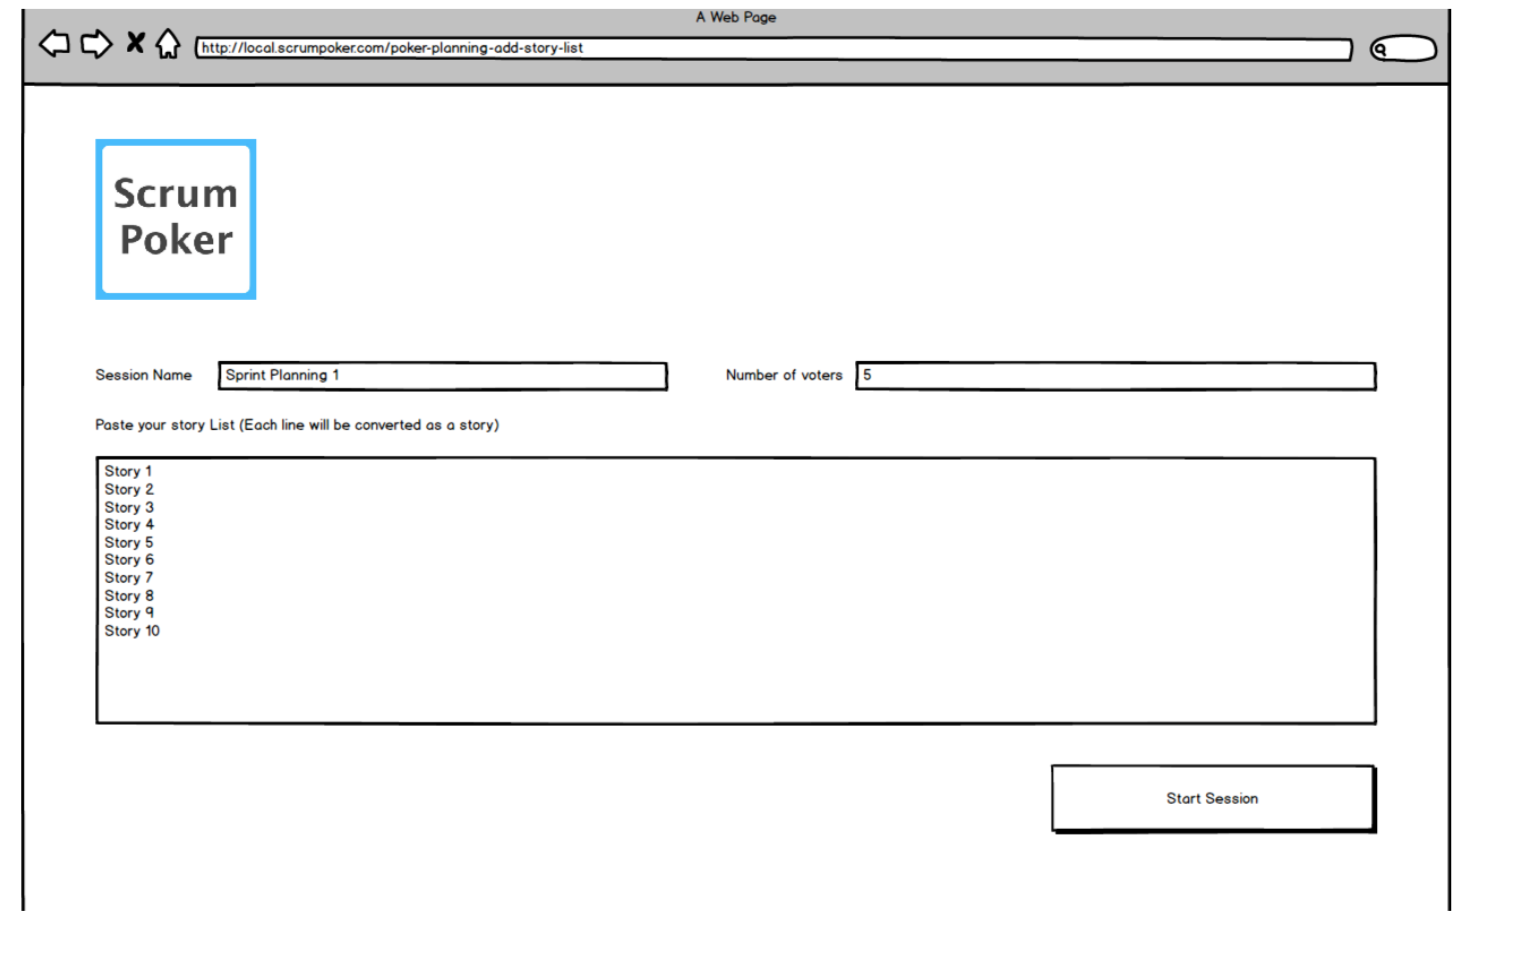 A Web Page
http://local.scrumpoker.com/poker-planning-add-story-list
Scrum
Poker
Session Name
Sprint Planning 1
Number of voters
5
Paste your story List (Each line will be converted as a story)
Story 1
Story 2
Story 3
Story 4
Story 5
Story 6
Story 7
Story 8
Story 9
Story 10
Start Session